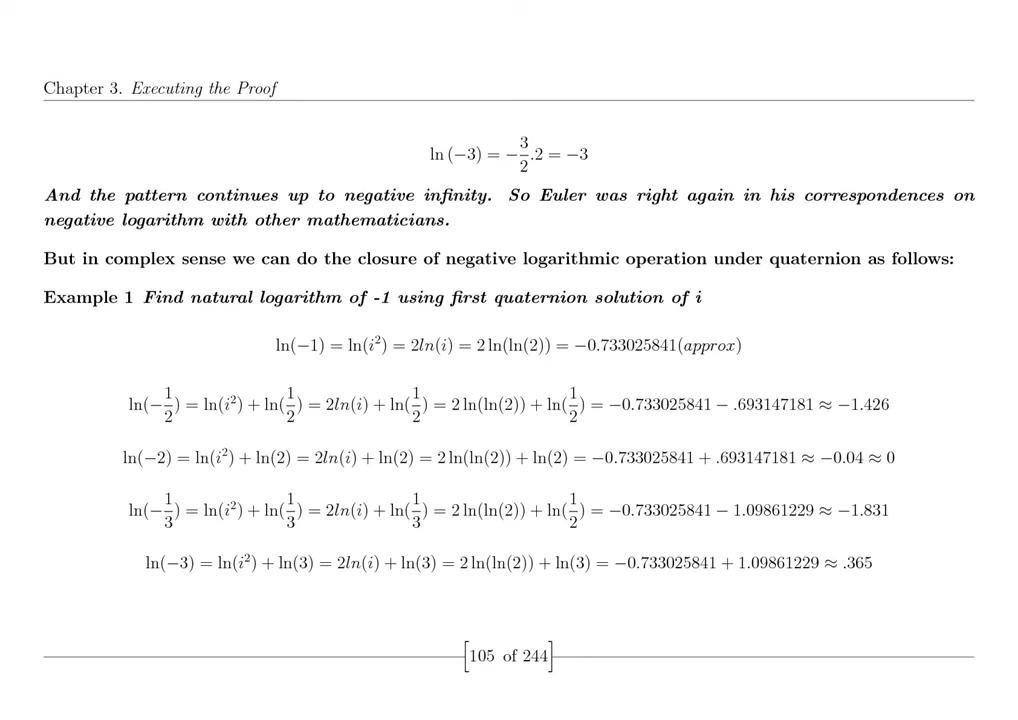 Chapter 3. Executing the Proof
ln (−3) = −3/2.2 = −3
And the pattern continues up to negative infinity. So Euler was right again in his correspondences on
negative logarithm with other mathematicians.
But in complex sense we can do the closure of negative logarithmic operation under quaternion as follows:
Example 1 Find natural logarithm of -1 using first quaternion solution of i
ln(−1) = ln(i²) = 2ln(i) = 2 ln(ln(2)) = −0.733025841(approx)
ln(−1/2) = ln(i²) + ln(1/2) = 2ln(i) + ln(1/2) = 2 ln(ln(2)) + ln(1/2) = −0.733025841 − .693147181 ≈ −1.426
ln(−2) = ln(i²) + ln(2) = 2ln(i) + ln(2) = 2 ln(ln(2)) + ln(2) = −0.733025841 + .693147181 ≈ −0.04 ≈ 0
ln(−1/3) = ln(i²) + ln(1/3) = 2ln(i) + ln(1/3) = 2 ln(ln(2)) + ln(1/2) = −0.733025841 − 1.09861229 ≈ −1.831
ln(−3) = ln(i²) + ln(3) = 2ln(i) + ln(3) = 2 ln(ln(2)) + ln(3) = −0.733025841 + 1.09861229 ≈ .365
[105 of 244]